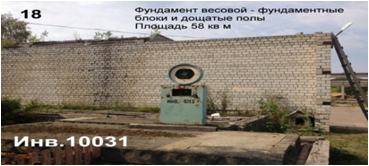 18
Фундамент весовой - фундаментные
блоки и дощатые полы
Площадь 58 кв м
Инв.10031